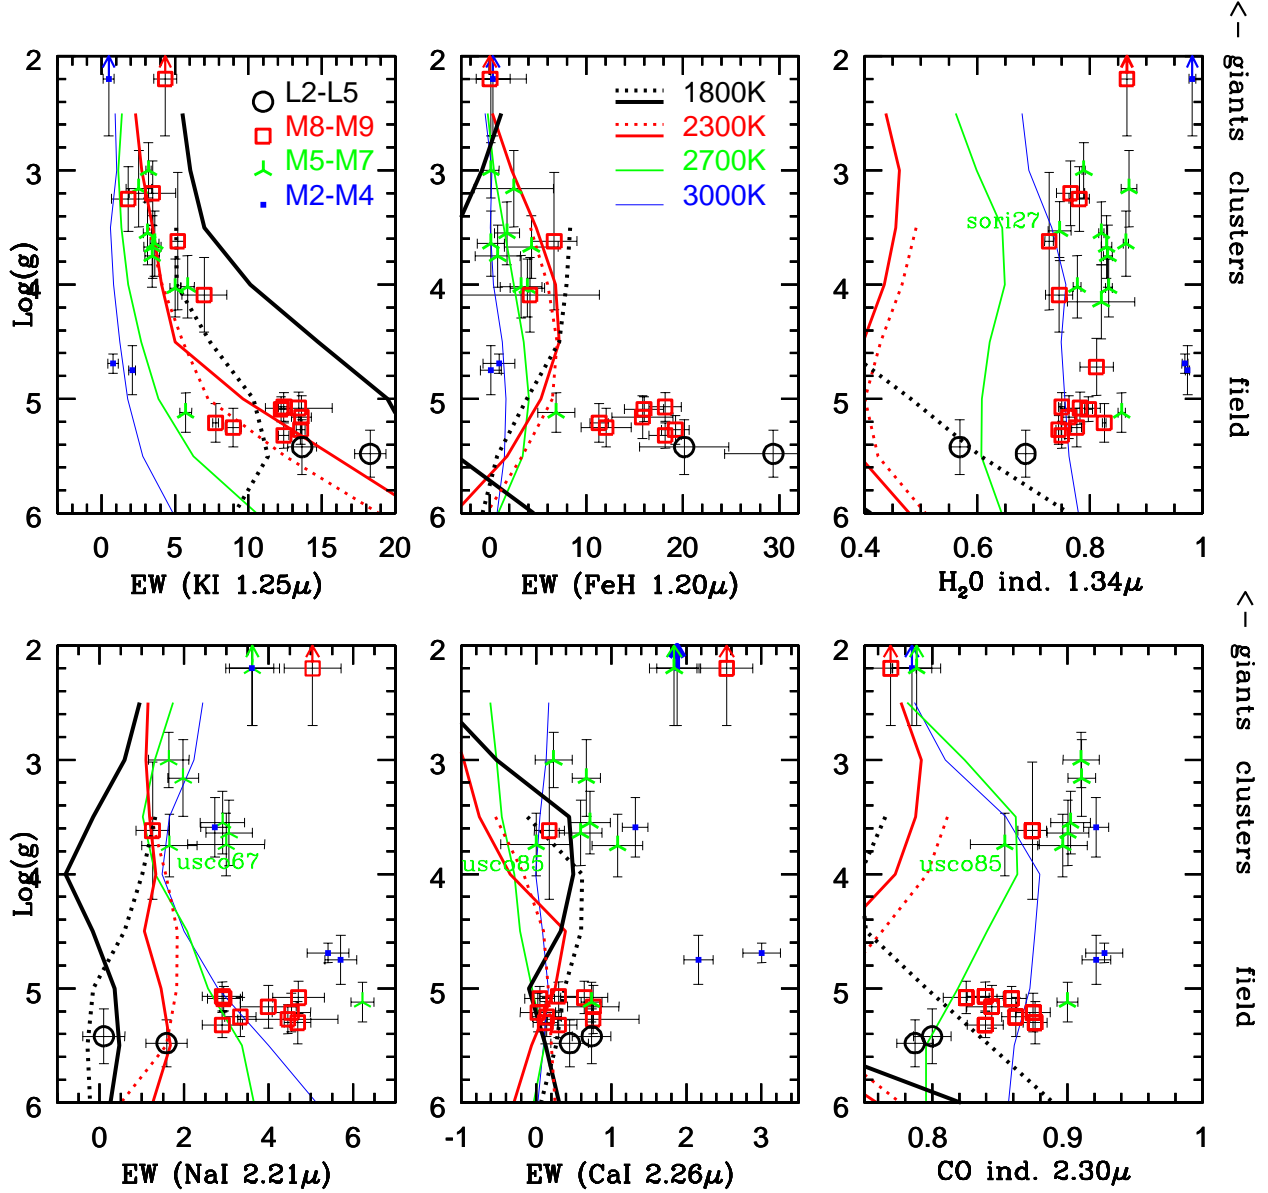 <- giants clusters field
2 2 2
L2-L5 1800K
M8-M9 2300K
M5-M7 2700K
M2-M4 3000K
3 3 3
sori27
Log(g)
4 4 4
5 5 5
6 6 6
0 5 10 15 20 0 10 20 30 0.4 0.6 0.8 1
EW (KI 1.25μ) EW (FeH 1.20μ) H₂0 ind. 1.34μ
<- giants clusters field
2 2 2
3 3 3
usco67 usco85 usco85
Log(g)
4 4 4
5 5 5
6 6 6
0 2 4 6 -1 0 1 2 3 0.8 0.9 1
EW (NaI 2.21μ) EW (CaI 2.26μ) CO ind. 2.30μ